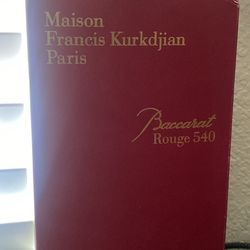 Maison
Francis Kurkdjian
Paris
Baccarat
Rouge 540